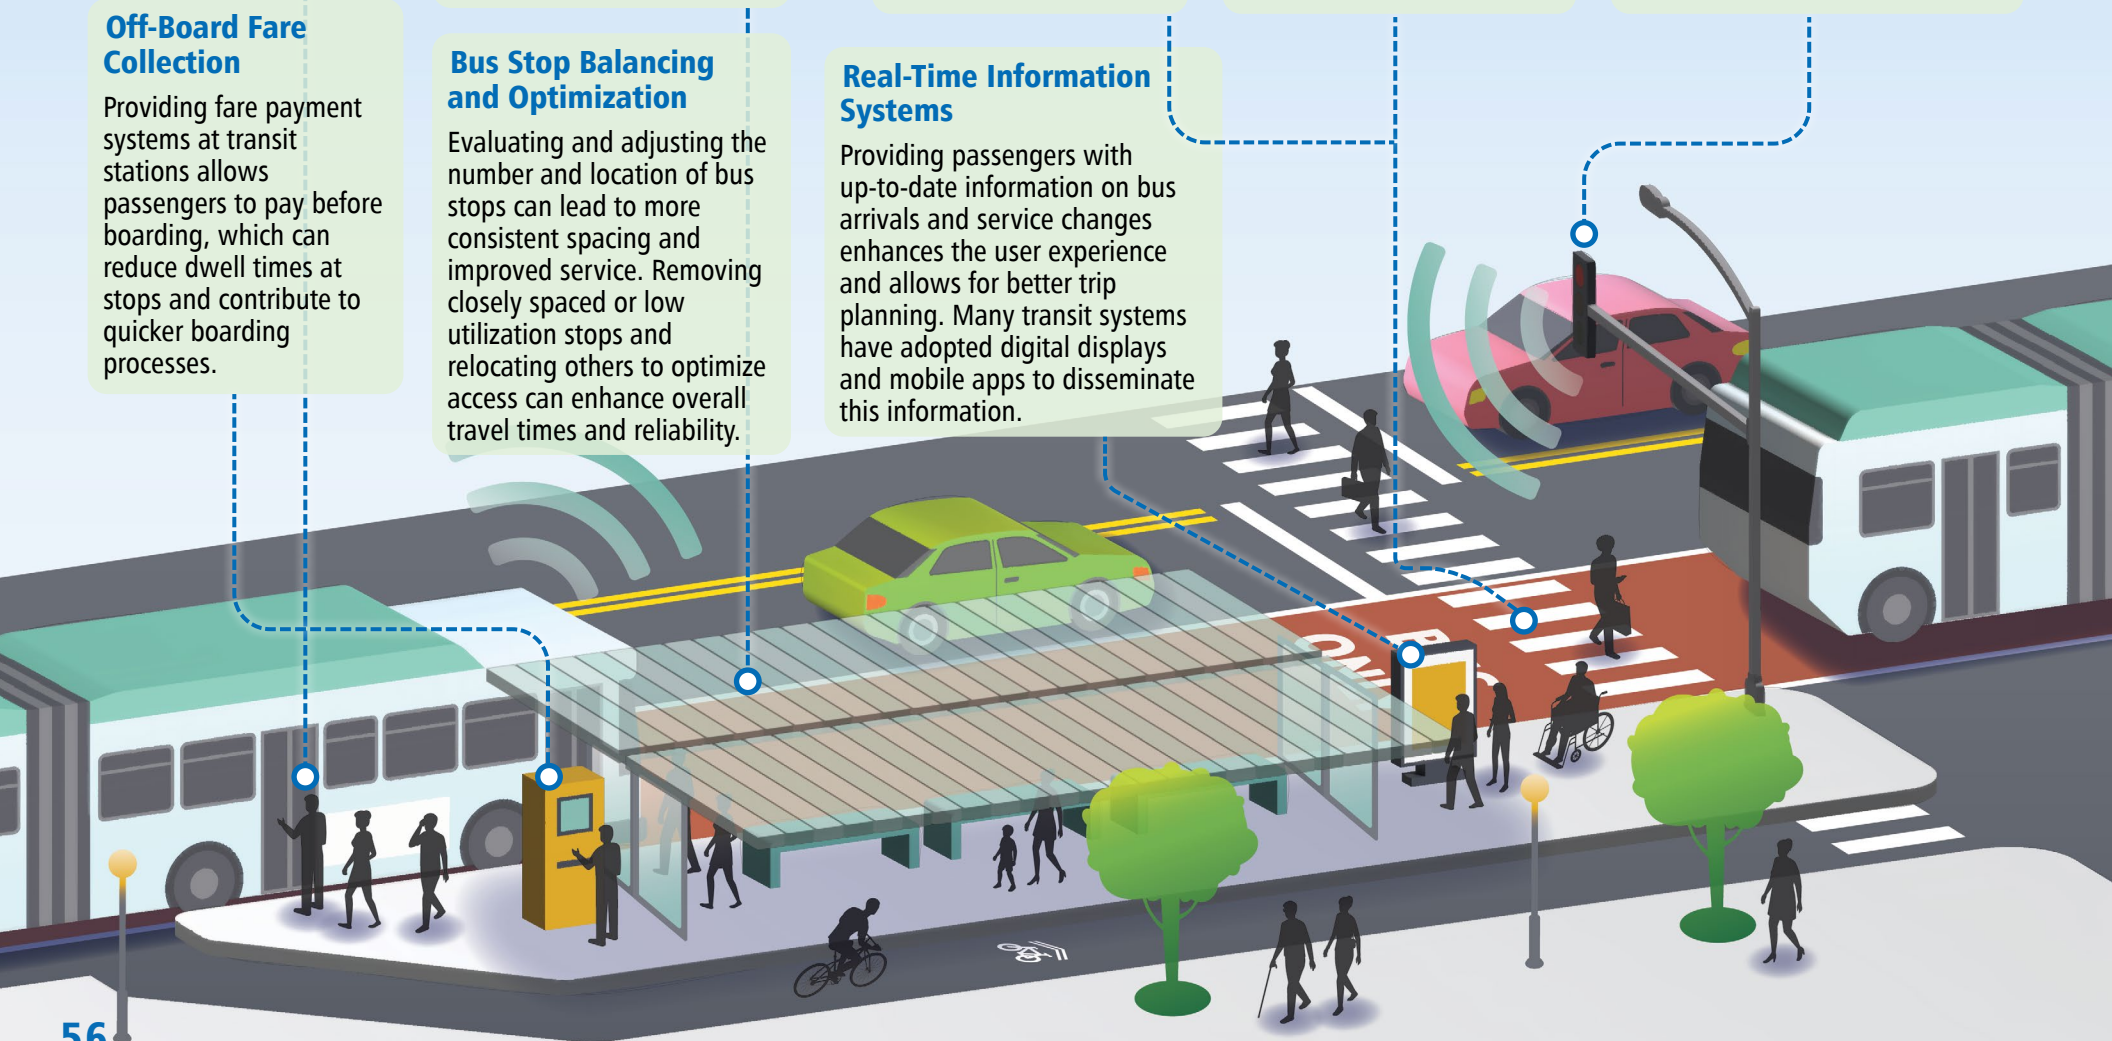 Off-Board Fare
Collection
Providing fare payment
systems at transit
stations allows
passengers to pay before
boarding, which can
reduce dwell times at
stops and contribute to
quicker boarding
processes.
Bus Stop Balancing
and Optimization
Evaluating and adjusting the
number and location of bus
stops can lead to more
consistent spacing and
improved service. Removing
closely spaced or low
utilization stops and
relocating others to optimize
access can enhance overall
travel times and reliability.
Real-Time Information
Systems
Providing passengers with
up-to-date information on bus
arrivals and service changes
enhances the user experience
and allows for better trip
planning. Many transit systems
have adopted digital displays
and mobile apps to disseminate
this information.
56